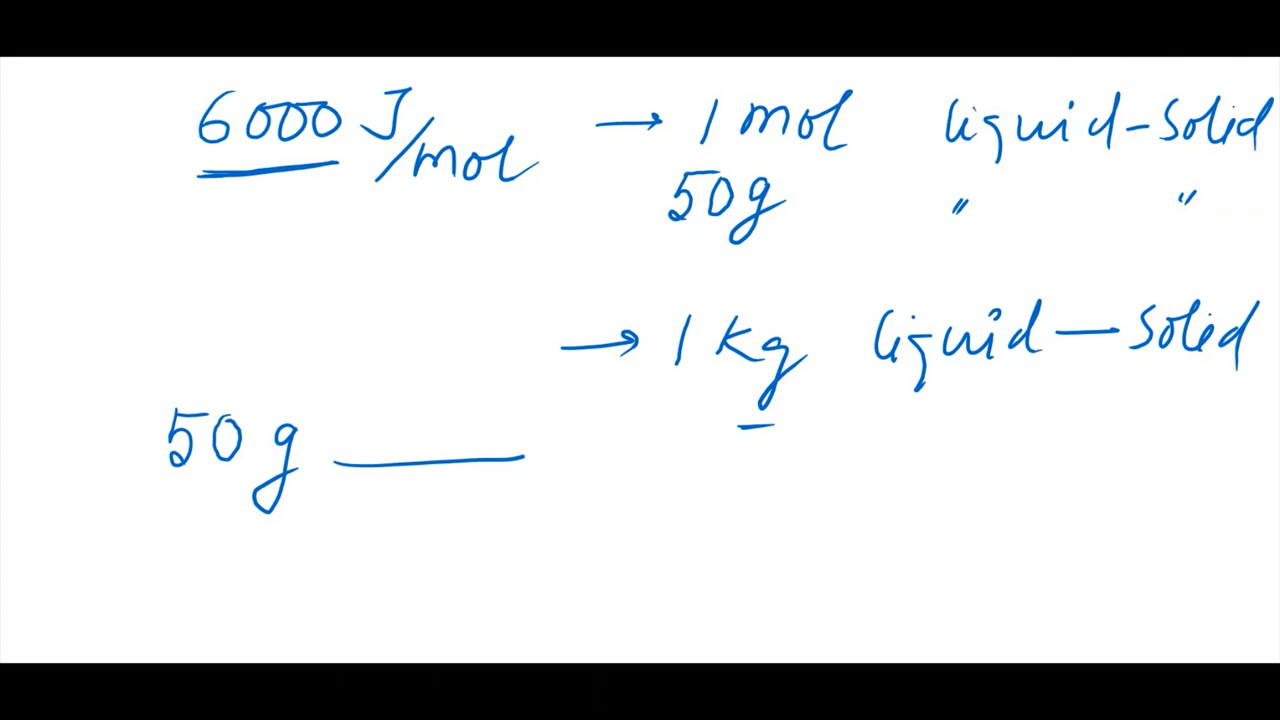 6000 J/mol → 1 mol liquid - solid
50g " "
→ 1 kg liquid — solid
50 g ———